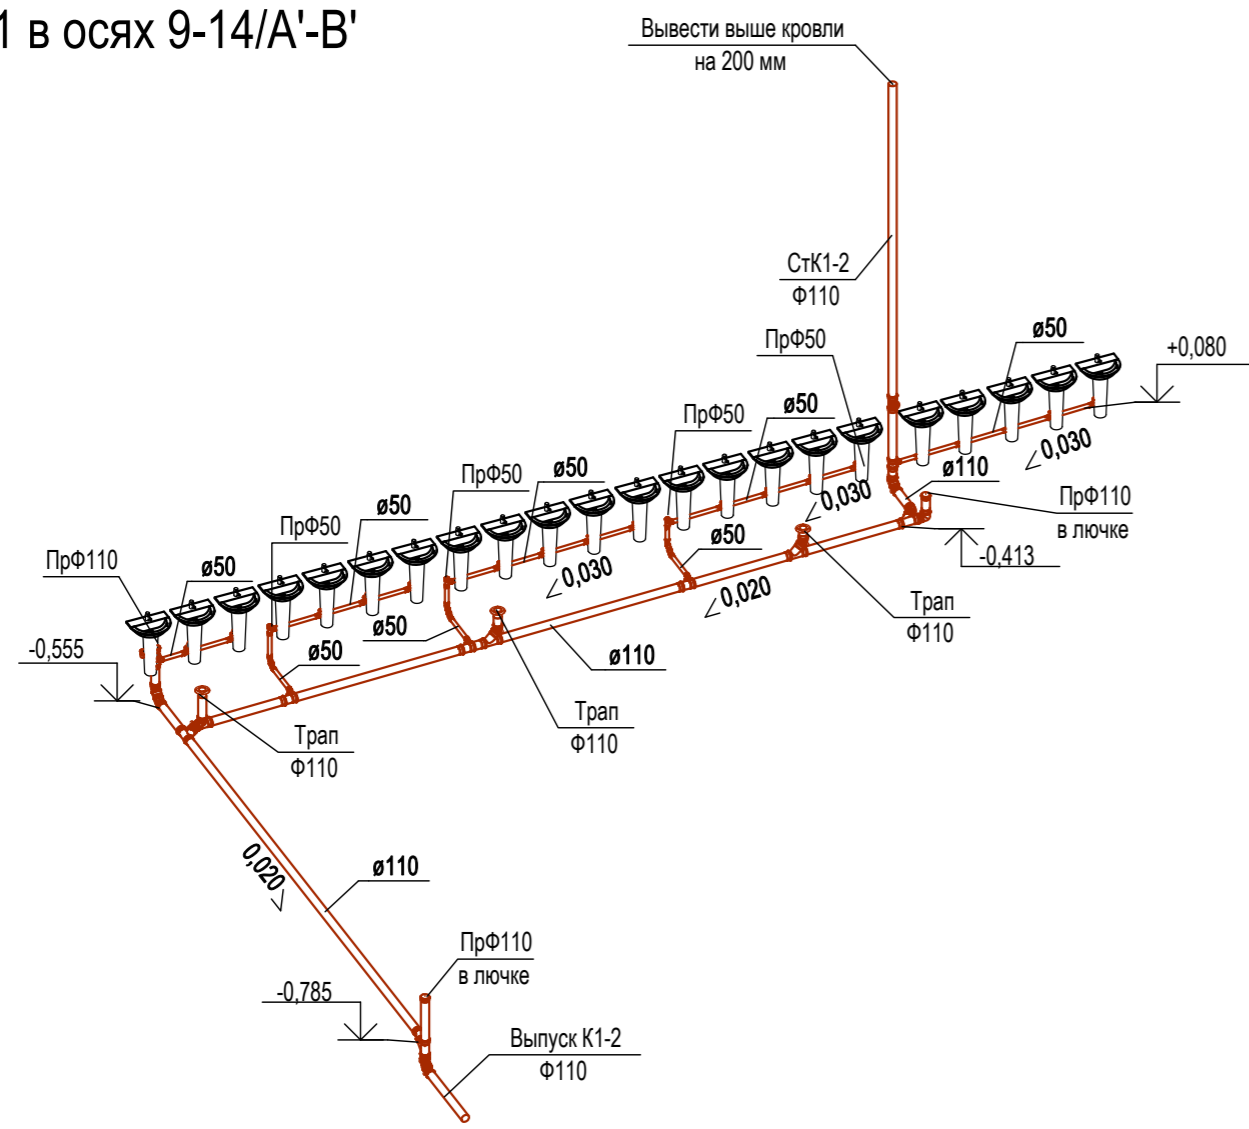 1 в осях 9-14/А'-В'
Вывести выше кровли
на 200 мм
СтК1-2
Ф110
ПрФ50
ø50
+0,080
ПрФ50
ø50
<0,030
ПрФ50
ø50
<0,030
ø110
ПрФ110
в лючке
ПрФ50
ø50
ø50
-0,413
ПрФ110
ø50
<0,030
<0,020
Трап
Ф110
ø50
-0,555
ø50
ø110
Трап
Ф110
Трап
Ф110
0,020>
ø110
ПрФ110
в лючке
-0,785
Выпуск К1-2
Ф110